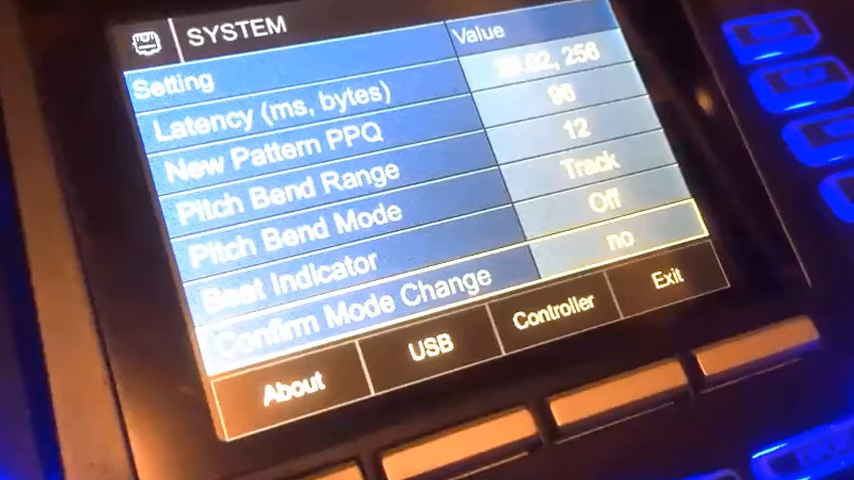 SYSTEM
Setting Value
Latency (ms, bytes) .02, 256
New Pattern PPQ 96
Pitch Bend Range 12
Pitch Bend Mode Track
Beat Indicator Off
Confirm Mode Change no
About USB Controller Exit